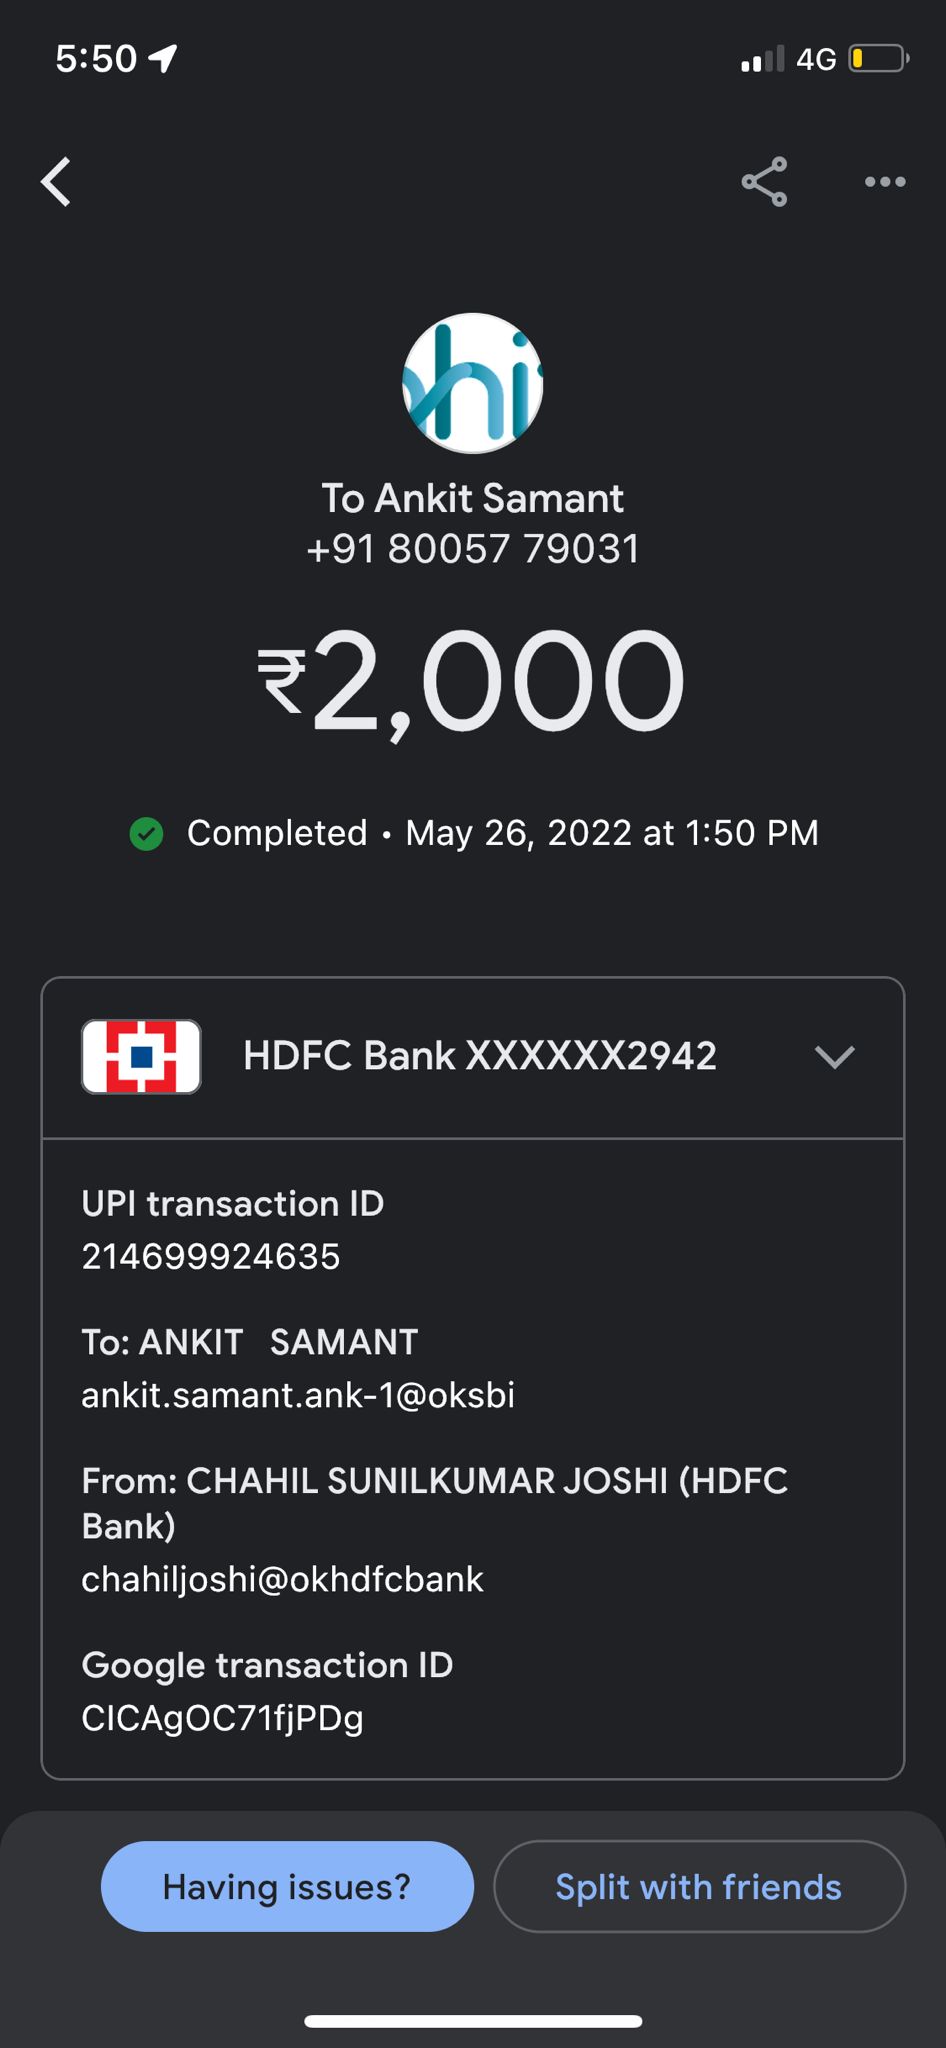 5:50
4G
hi
To Ankit Samant
+91 80057 79031
₹2,000
Completed • May 26, 2022 at 1:50 PM
HDFC Bank XXXXXX2942
UPI transaction ID
214699924635
To: ANKIT   SAMANT
ankit.samant.ank-1@oksbi
From: CHAHIL SUNILKUMAR JOSHI (HDFC
Bank)
chahiljoshi@okhdfcbank
Google transaction ID
CICAgOC71fjPDg
Having issues?
Split with friends